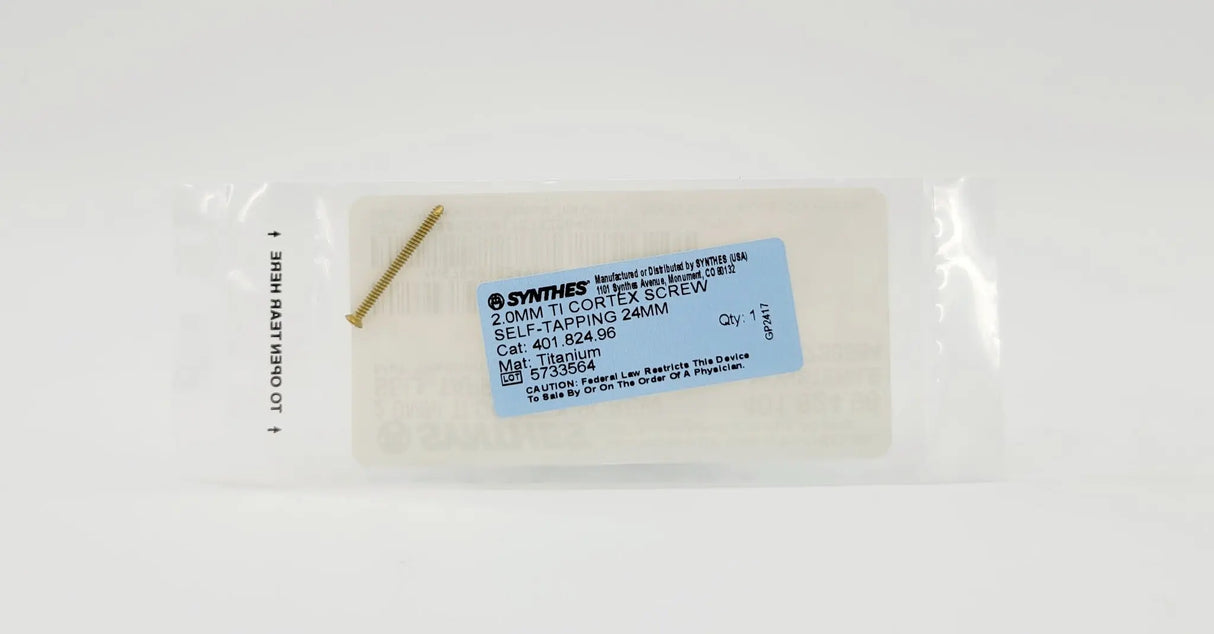 TO OPEN TEAR HERE
SYNTHES® Manufactured or Distributed by SYNTHES (USA)
1101 Synthes Avenue, Monument, CO 80132
2.0MM TI CORTEX SCREW
SELF-TAPPING 24MM
Cat: 401.824.96
Qty: 1
GP2417
Mat: Titanium
LOT 5733564
CAUTION: Federal Law Restricts This Device
To Sale By Or On The Order Of A Physician.
SYNTHES